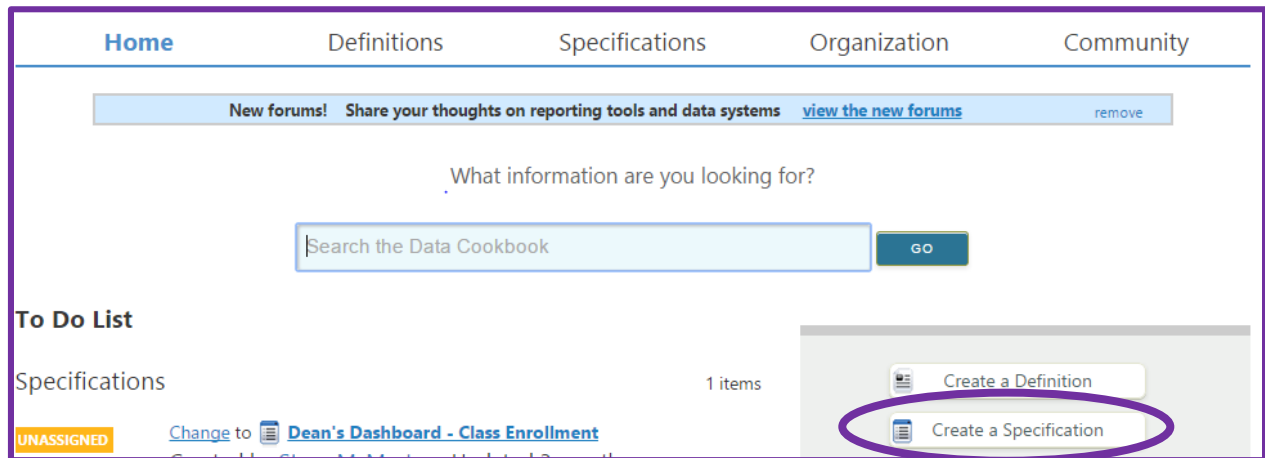 Home Definitions Specifications Organization Community
New forums! Share your thoughts on reporting tools and data systems view the new forums remove
What information are you looking for?
Search the Data Cookbook GO
To Do List
Specifications 1 items
Create a Definition
UNASSIGNED Change to Dean's Dashboard - Class Enrollment
Create a Specification